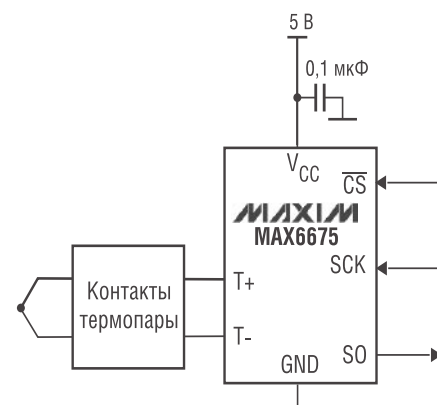 5 В
0,1 мкФ
VCC
CS
MAXIM
MAX6675
SCK
Контакты
термопары
T+
T-
GND
SO